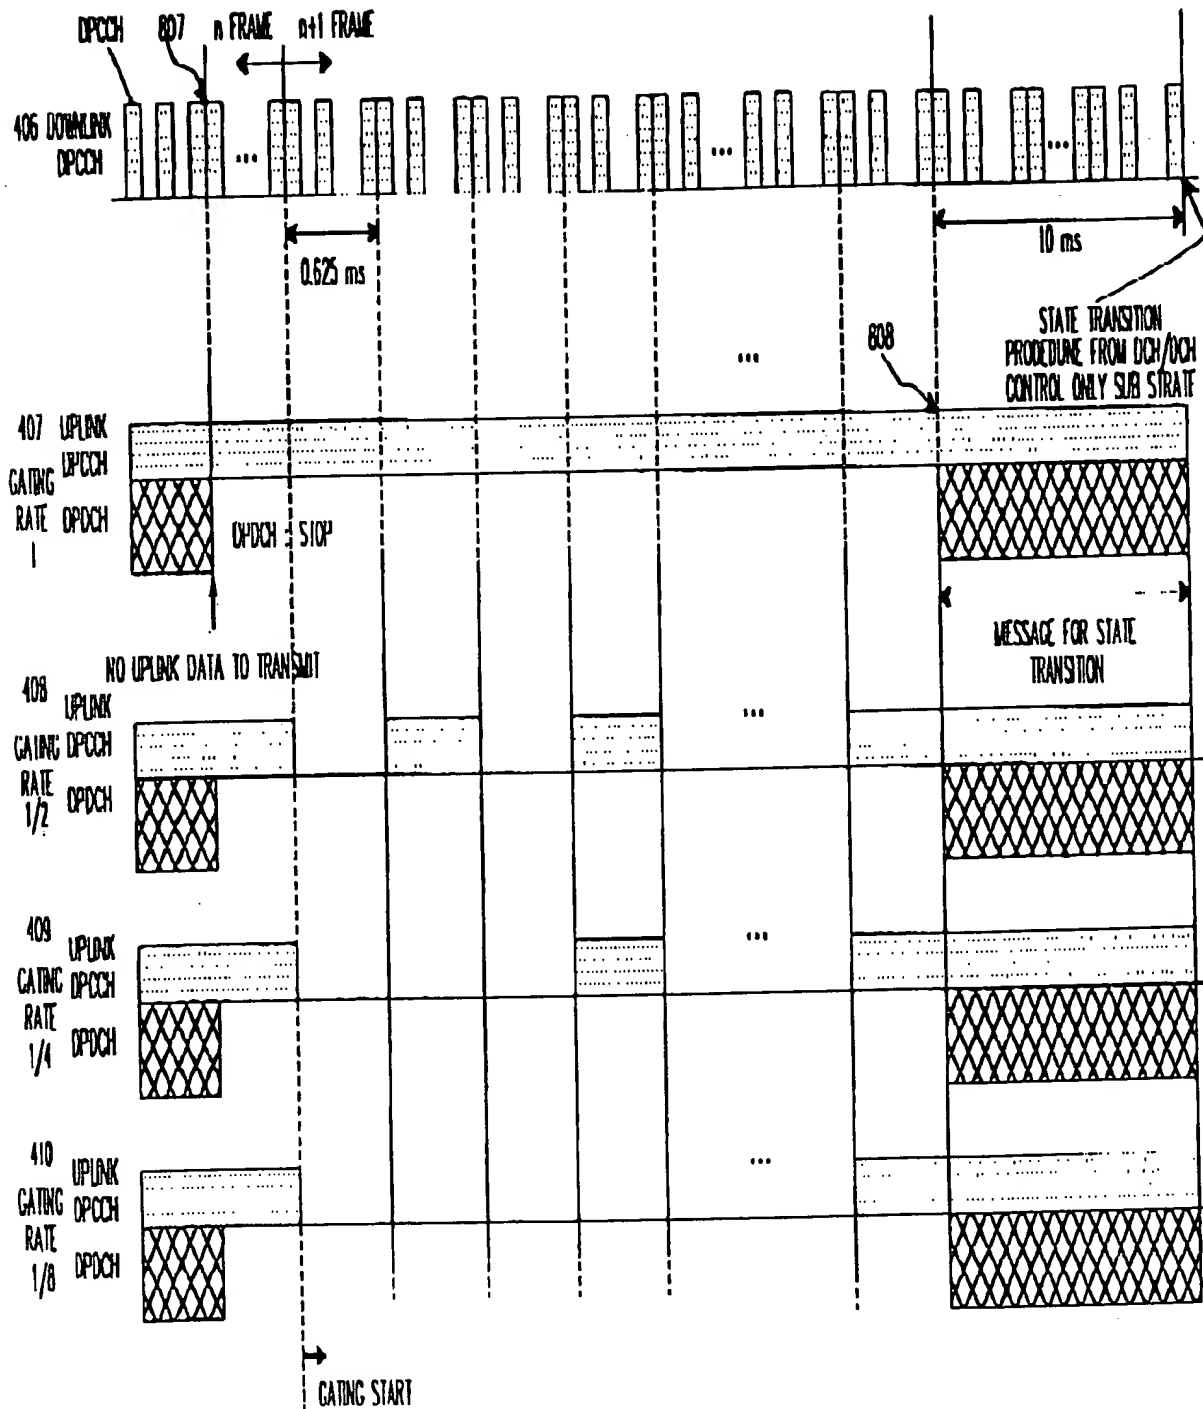 DPCCH 807 n FRAME n+1 FRAME
406 DOWNLINK
DPCCH
...
...
...
0.625 ms
10 ms
STATE TRANSITION
PRODEDUNE FROM DCH/DCH
CONTROL ONLY SUB STRATE
808
...
407 UPLINK
DPCCH
GATING
RATE
1
DPDCH
DPDCH : STOP
NO UPLINK DATA TO TRANSMIT
MESSAGE FOR STATE
TRANSITION
408
UPLINK
GATING DPCCH
RATE
1/2
DPDCH
...
409
UPLINK
GATING DPCCH
RATE
1/4
DPDCH
...
410
UPLINK
GATING DPCCH
RATE
1/8
DPDCH
...
GATING START